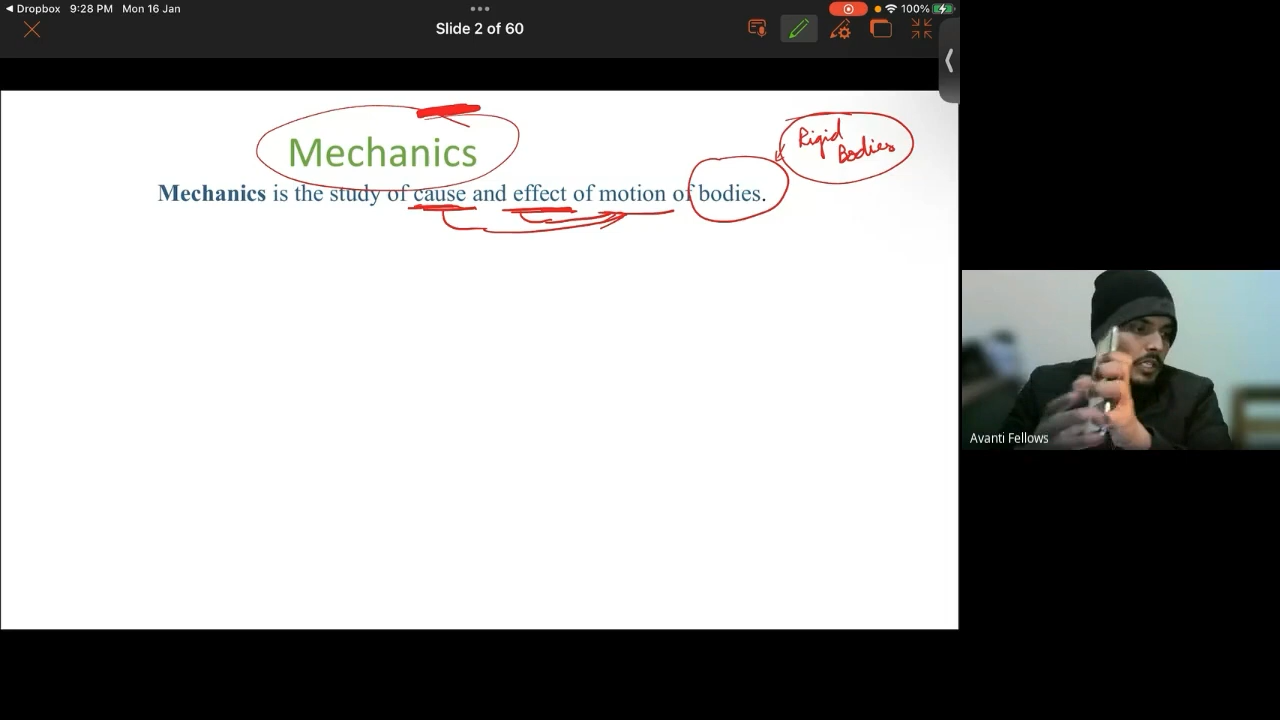 Dropbox 9:28 PM Mon 16 Jan
100%
Slide 2 of 60
Rigid
Bodies
Mechanics
Mechanics is the study of cause and effect of motion of bodies.
Avanti Fellows